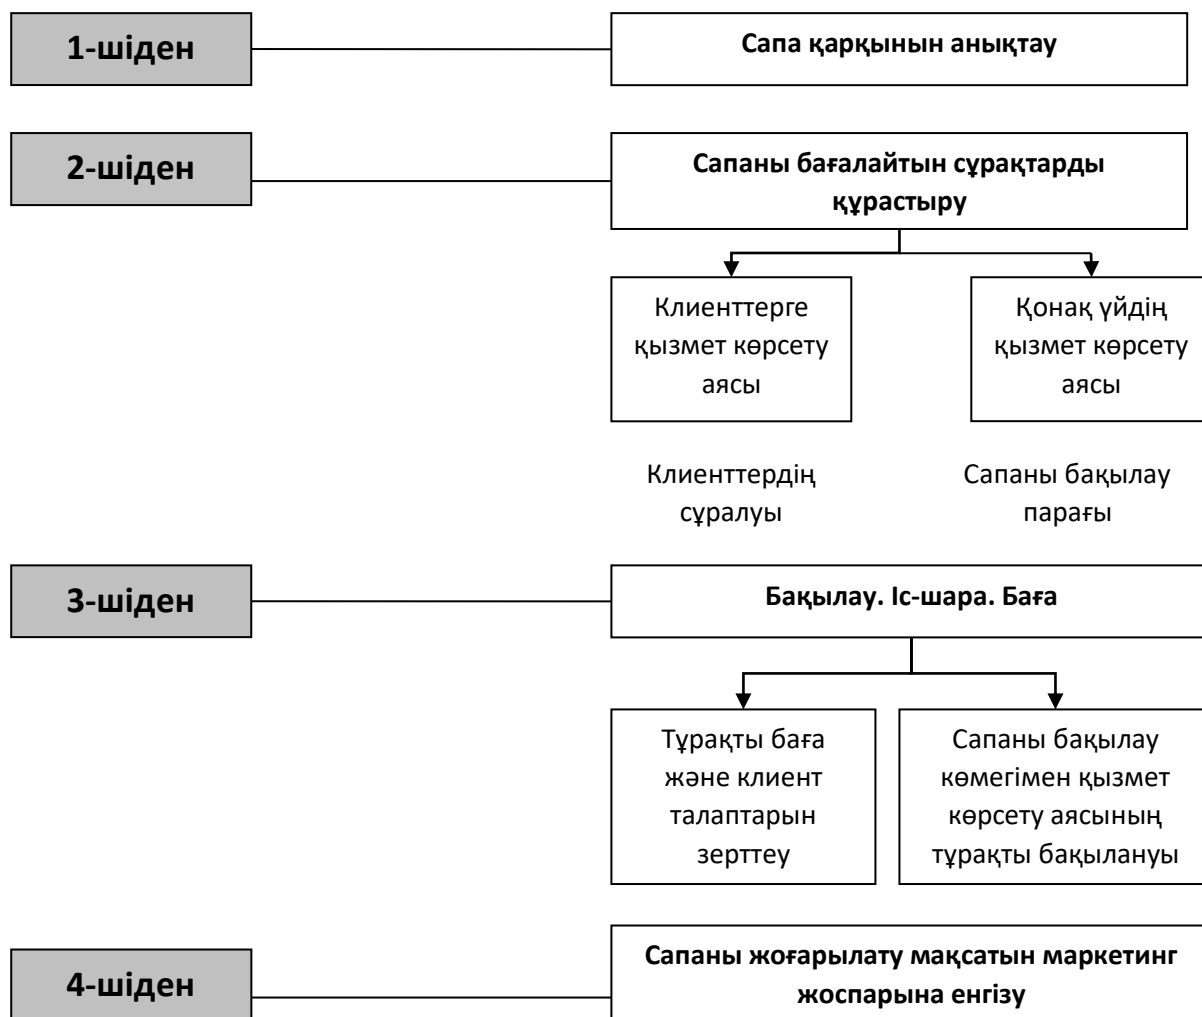 1-шіден
Сапа қарқынын анықтау
2-шіден
Сапаны бағалайтын сұрақтарды
құрастыру
Клиенттерге
қызмет көрсету
аясы
Қонақ үйдің
қызмет көрсету
аясы
Клиенттердің
сұралуы
Сапаны бақылау
парағы
3-шіден
Бақылау. Іс-шара. Баға
Тұрақты баға
және клиент
талаптарын
зерттеу
Сапаны бақылау
көмегімен қызмет
көрсету аясының
тұрақты бақылануы
4-шіден
Сапаны жоғарылату мақсатын маркетинг
жоспарына енгізу